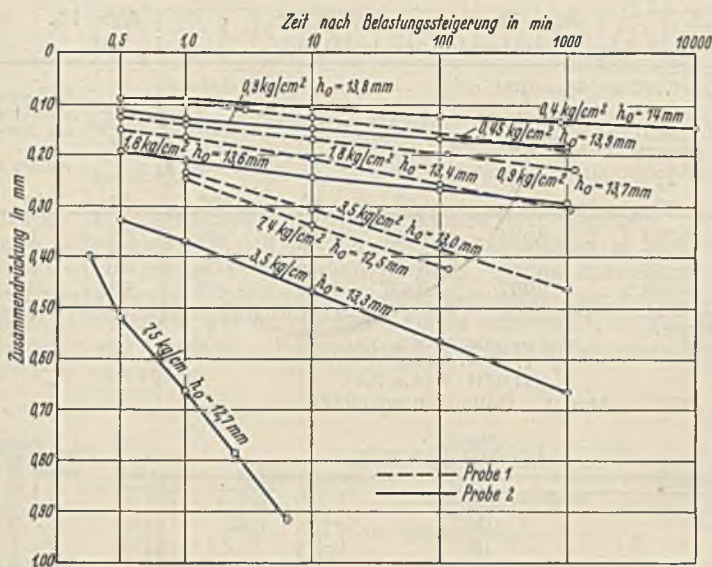 Zeit nach Belastungssteigerung in min
0,5 1,0 10 100 1000 10000
0
0,10
0,20
0,30
0,40
0,50
0,60
0,70
0,80
0,90
1,00
Zusammendrückung in mm
0,9 kg/cm² h₀ = 13,8 mm
0,4 kg/cm² h₀ = 14 mm
0,45 kg/cm² h₀ = 13,9 mm
1,8 kg/cm² h₀ = 13,6 mm
1,8 kg/cm² h₀ = 13,4 mm
0,9 kg/cm² h₀ = 13,7 mm
3,5 kg/cm² h₀ = 13,0 mm
7,4 kg/cm² h₀ = 12,5 mm
3,5 kg/cm h₀ = 13,3 mm
7,5 kg/cm h₀ = 12,7 mm
Probe 1
Probe 2